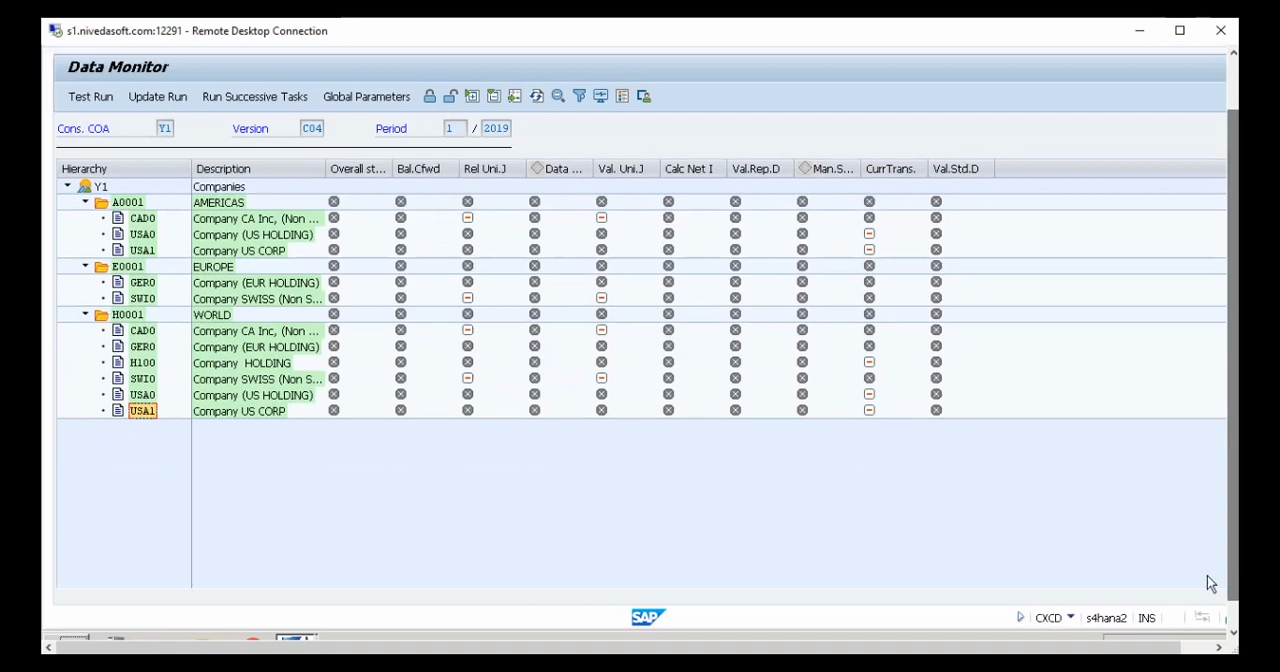 s1.nivedasoft.com:12291 - Remote Desktop Connection
Data Monitor
Test Run Update Run Run Successive Tasks Global Parameters
Cons. COA Y1 Version C04 Period 1 / 2019
Hierarchy Description Overall st... Bal.Cfwd Rel Uni.J Data ... Val. Uni.J Calc Net I Val.Rep.D Man.S... CurrTrans. Val.Std.D
Y1 Companies
A0001 AMERICAS
CAD0 Company CA Inc, (Non ...
USA0 Company (US HOLDING)
USA1 Company US CORP
E0001 EUROPE
GER0 Company (EUR HOLDING)
SWI0 Company SWISS (Non S...
H0001 WORLD
CAD0 Company CA Inc, (Non ...
GER0 Company (EUR HOLDING)
H100 Company HOLDING
SWI0 Company SWISS (Non S...
USA0 Company (US HOLDING)
USA1 Company US CORP
SAP
CXCD s4hana2 INS